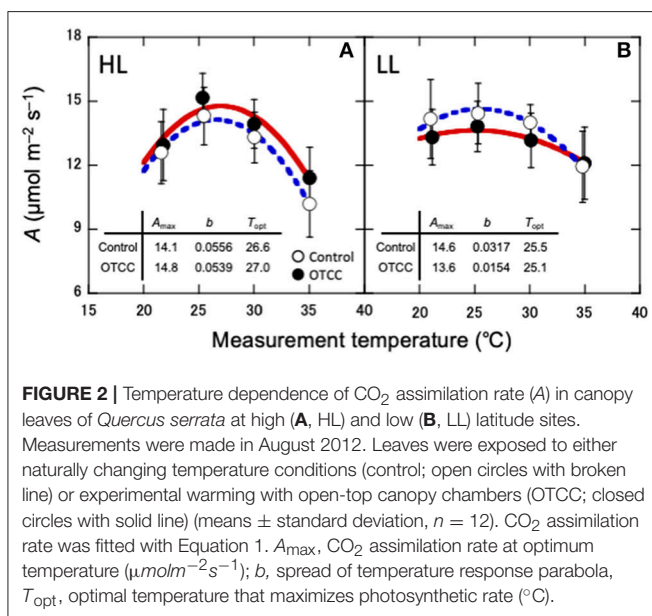 18
15
12
9
6
A (μmol m⁻² s⁻¹)
HL
A
LL
B
Amax b Topt
Control 14.1 0.0556 26.6
OTCC 14.8 0.0539 27.0
Control
OTCC
Amax b Topt
Control 14.6 0.0317 25.5
OTCC 13.6 0.0154 25.1
15 20 25 30 35 40 20 25 30 35 40
Measurement temperature (°C)
FIGURE 2 | Temperature dependence of CO₂ assimilation rate (A) in canopy
leaves of Quercus serrata at high (A, HL) and low (B, LL) latitude sites.
Measurements were made in August 2012. Leaves were exposed to either
naturally changing temperature conditions (control; open circles with broken
line) or experimental warming with open-top canopy chambers (OTCC; closed
circles with solid line) (means ± standard deviation, n = 12). CO₂ assimilation
rate was fitted with Equation 1. Amax, CO₂ assimilation rate at optimum
temperature (μmolm⁻²s⁻¹); b, spread of temperature response parabola,
Topt, optimal temperature that maximizes photosynthetic rate (°C).